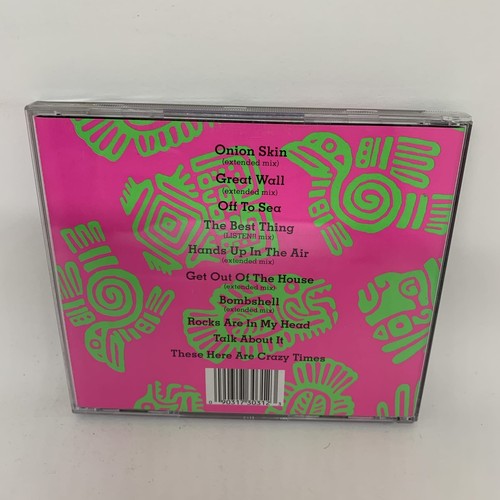 Onion Skin
(extended mix)
Great Wall
(extended mix)
Off To Sea
The Best Thing
(LISTEN!! mix)
Hands Up In The Air
(extended mix)
Get Out Of The House
(extended mix)
Bombshell
(extended mix)
Rocks Are In My Head
Talk About It
These Here Are Crazy Times